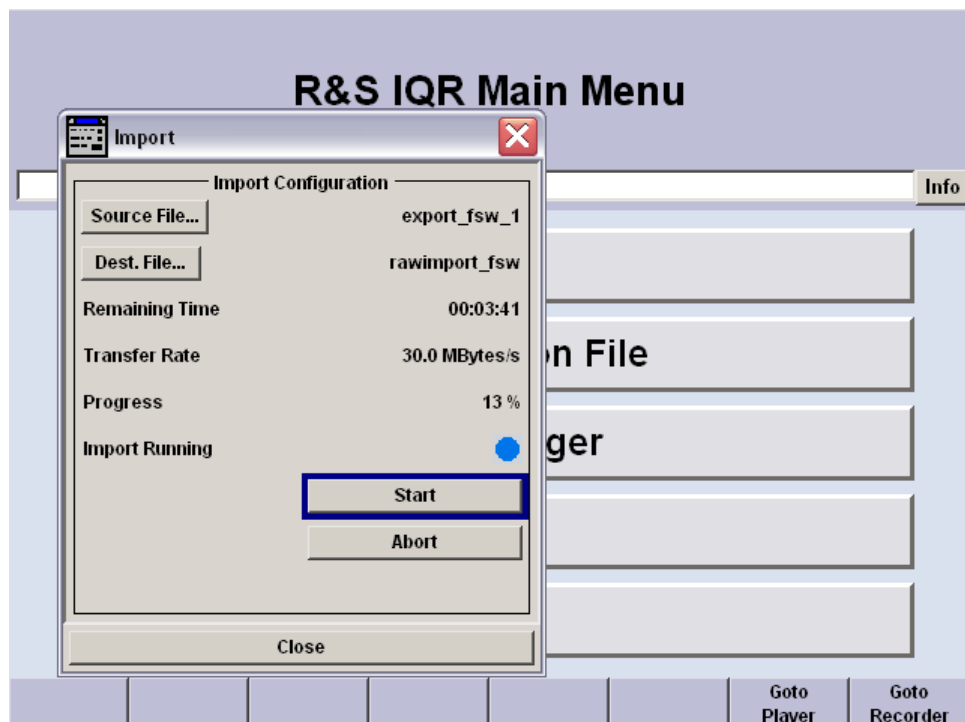 R&S IQR Main Menu
Import
Info
Import Configuration
Source File... export_fsw_1
Dest. File... rawimport_fsw
Remaining Time 00:03:41
Transfer Rate 30.0 MBytes/s
on File
Progress 13 %
Import Running
ger
Start
Abort
Close
Goto Player
Goto Recorder